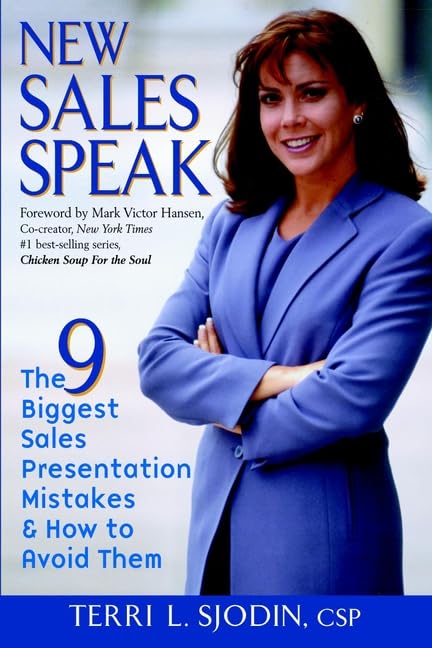 NEW
SALES
SPEAK
Foreword by Mark Victor Hansen,
Co-creator, New York Times
#1 best-selling series,
Chicken Soup For the Soul
The 9
Biggest
Sales
Presentation
Mistakes
& How to
Avoid Them
TERRI L. SJODIN, CSP